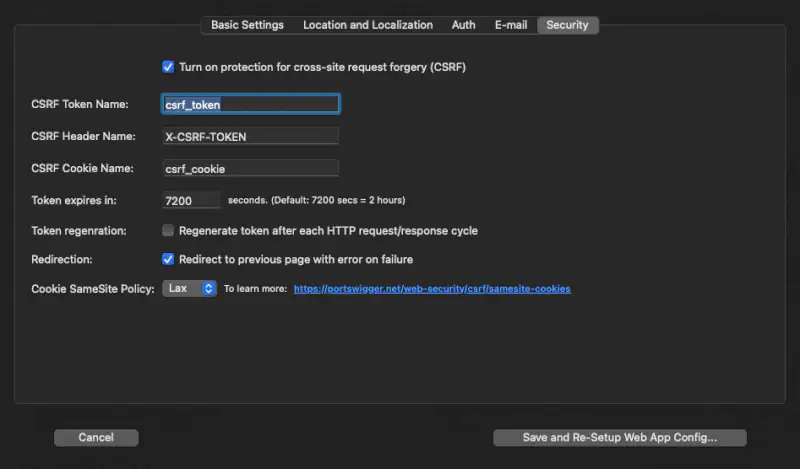 Basic Settings Location and Localization Auth E-mail Security
Turn on protection for cross-site request forgery (CSRF)
CSRF Token Name: csrf_token
CSRF Header Name: X-CSRF-TOKEN
CSRF Cookie Name: csrf_cookie
Token expires in: 7200 seconds. (Default: 7200 secs = 2 hours)
Token regenration: Regenerate token after each HTTP request/response cycle
Redirection: Redirect to previous page with error on failure
Cookie SameSite Policy: Lax To learn more: https://portswigger.net/web-security/csrf/samesite-cookies
Cancel Save and Re-Setup Web App Config...